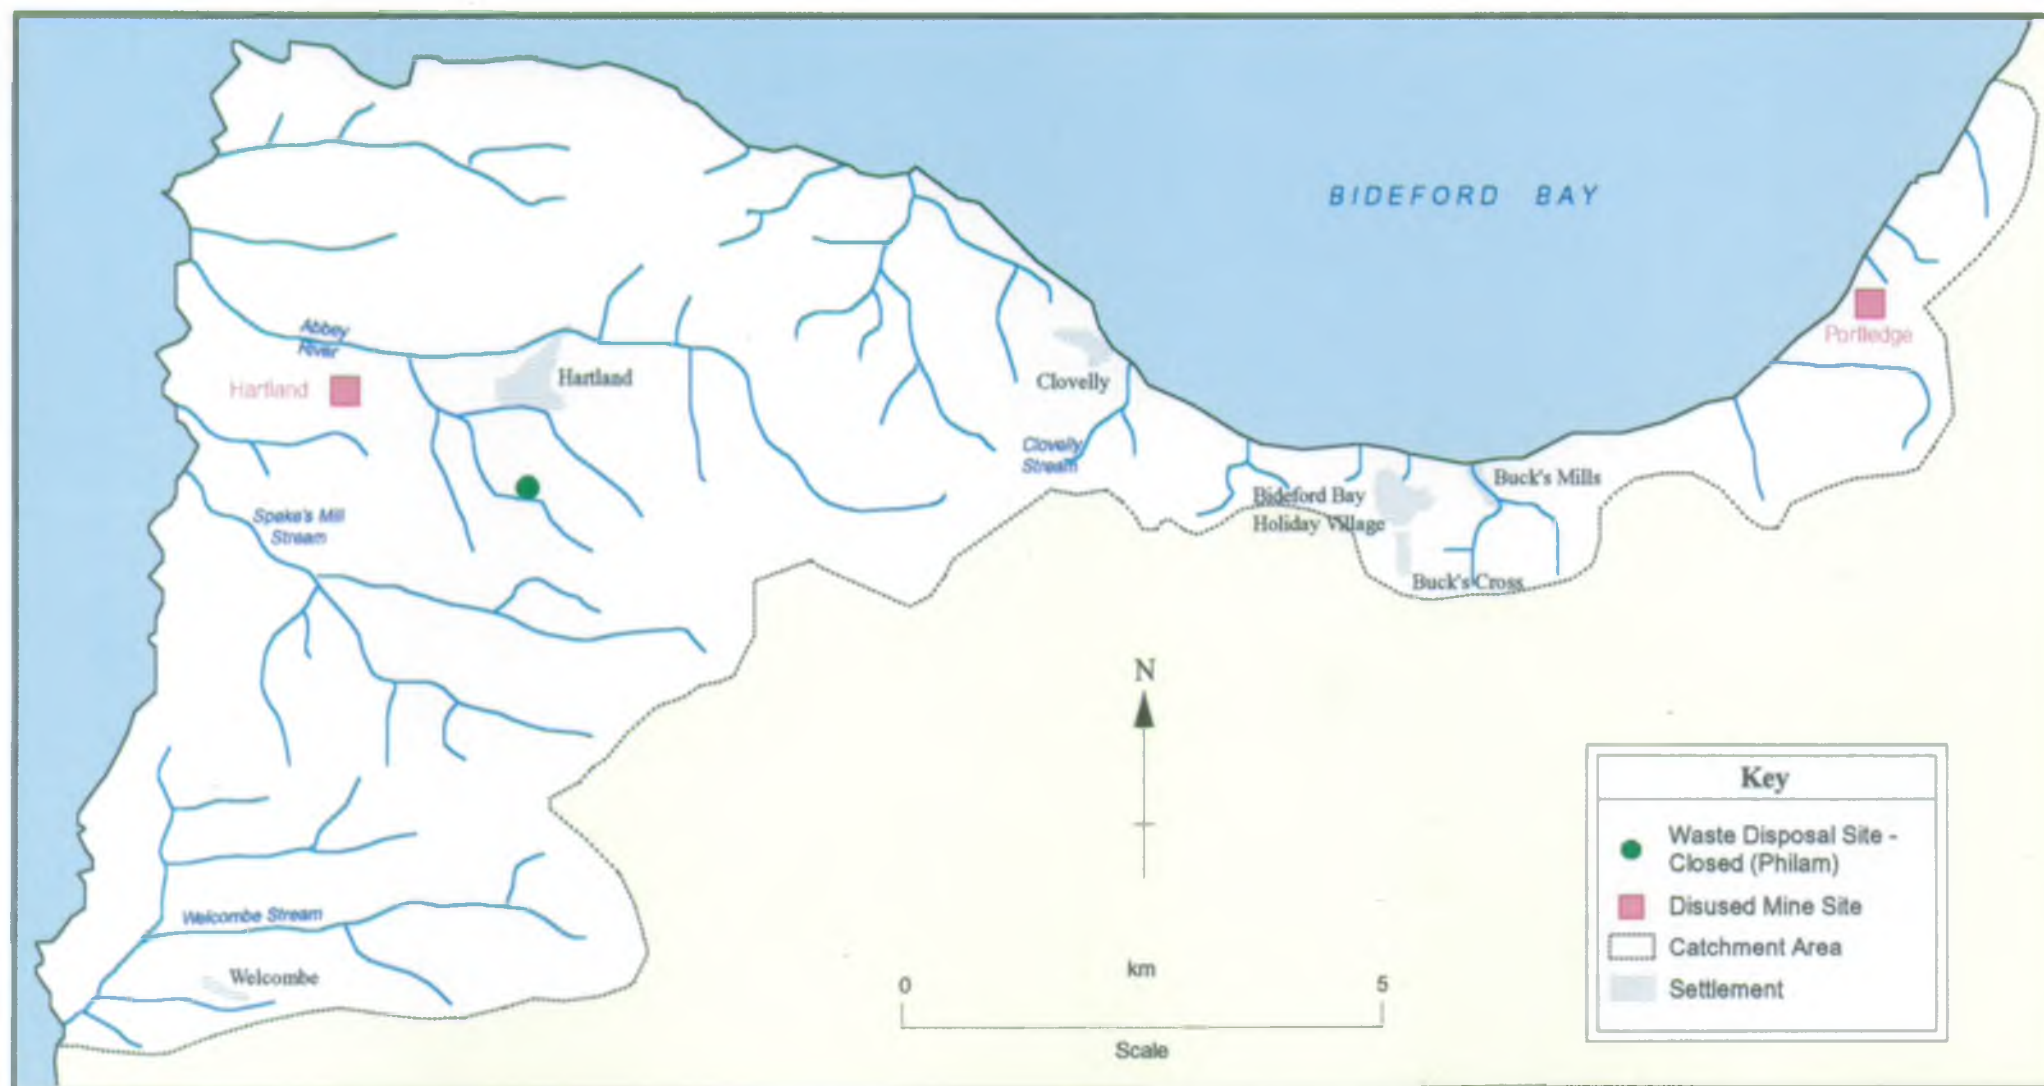 BIDEFORD BAY
Abbey
River
Hartland
Hartland
Portledge
Clovelly
Clovelly
Stream
Buck's Mills
Bideford Bay
Holiday Village
Buck's Cross
Speke's Mill
Stream
N
Welcombe Stream
Welcombe
km
0 5
Scale
Key
Waste Disposal Site -
Closed (Philam)
Disused Mine Site
Catchment Area
Settlement